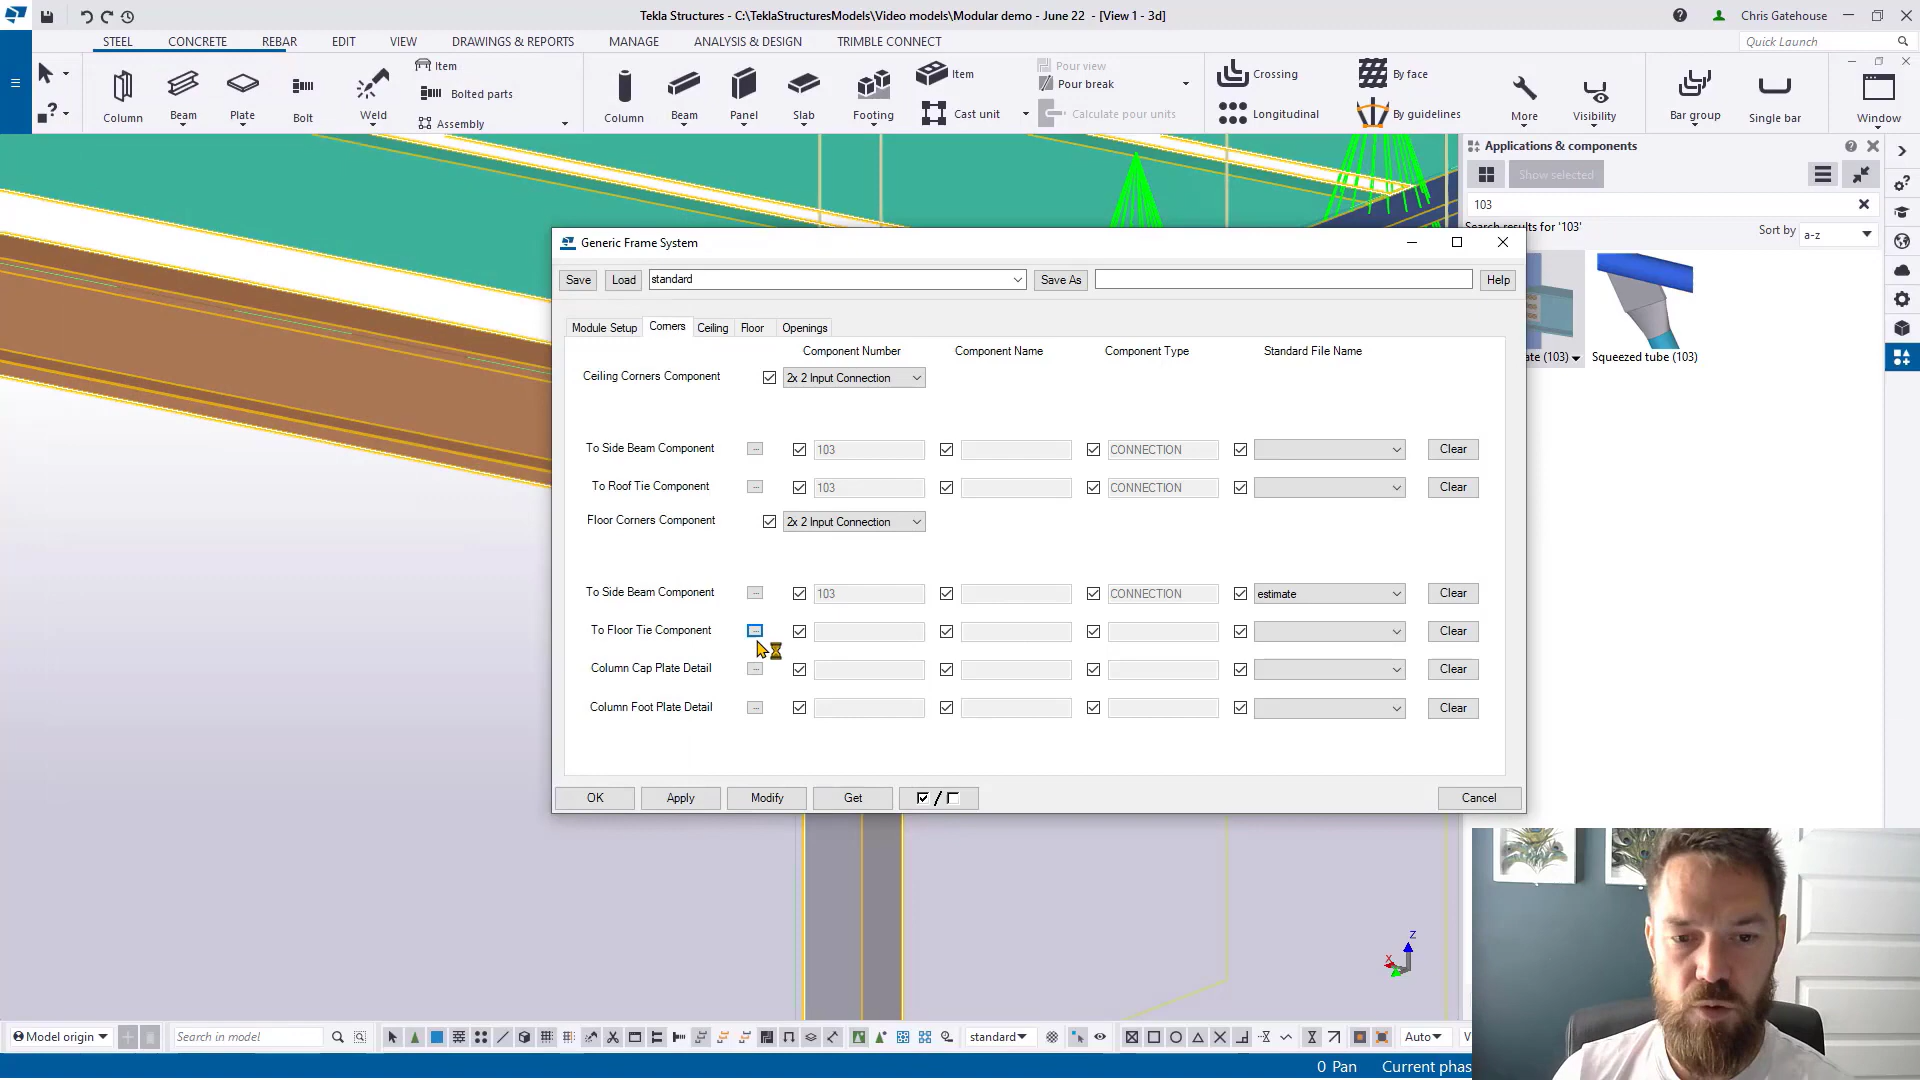 Tekla Structures - C:\TeklaStructuresModels\Video models\Modular demo - June 22 - [View 1 - 3d]
Chris Gatehouse
STEEL CONCRETE REBAR EDIT VIEW DRAWINGS & REPORTS MANAGE ANALYSIS & DESIGN TRIMBLE CONNECT
Quick Launch
Column Beam Plate Bolt Weld
Item
Bolted parts
Assembly
Column Beam Panel Slab Footing
Item
Cast unit
Pour view
Pour break
Calculate pour units
Crossing
Longitudinal
By face
By guidelines
More Visibility Bar group Single bar Window
Applications & components
Show selected
103
Search results for '103'
Sort by a-z
ate (103)
Squeezed tube (103)
Generic Frame System
Save Load standard Save As Help
Module Setup Corners Ceiling Floor Openings
Component Number Component Name Component Type Standard File Name
Ceiling Corners Component 2x 2 Input Connection
To Side Beam Component ... 103 CONNECTION Clear
To Roof Tie Component ... 103 CONNECTION Clear
Floor Corners Component 2x 2 Input Connection
To Side Beam Component ... 103 CONNECTION estimate Clear
To Floor Tie Component ... Clear
Column Cap Plate Detail ... Clear
Column Foot Plate Detail ... Clear
OK Apply Modify Get / Cancel
Z
X
Model origin Search in model standard Auto V
0 Pan Current phas